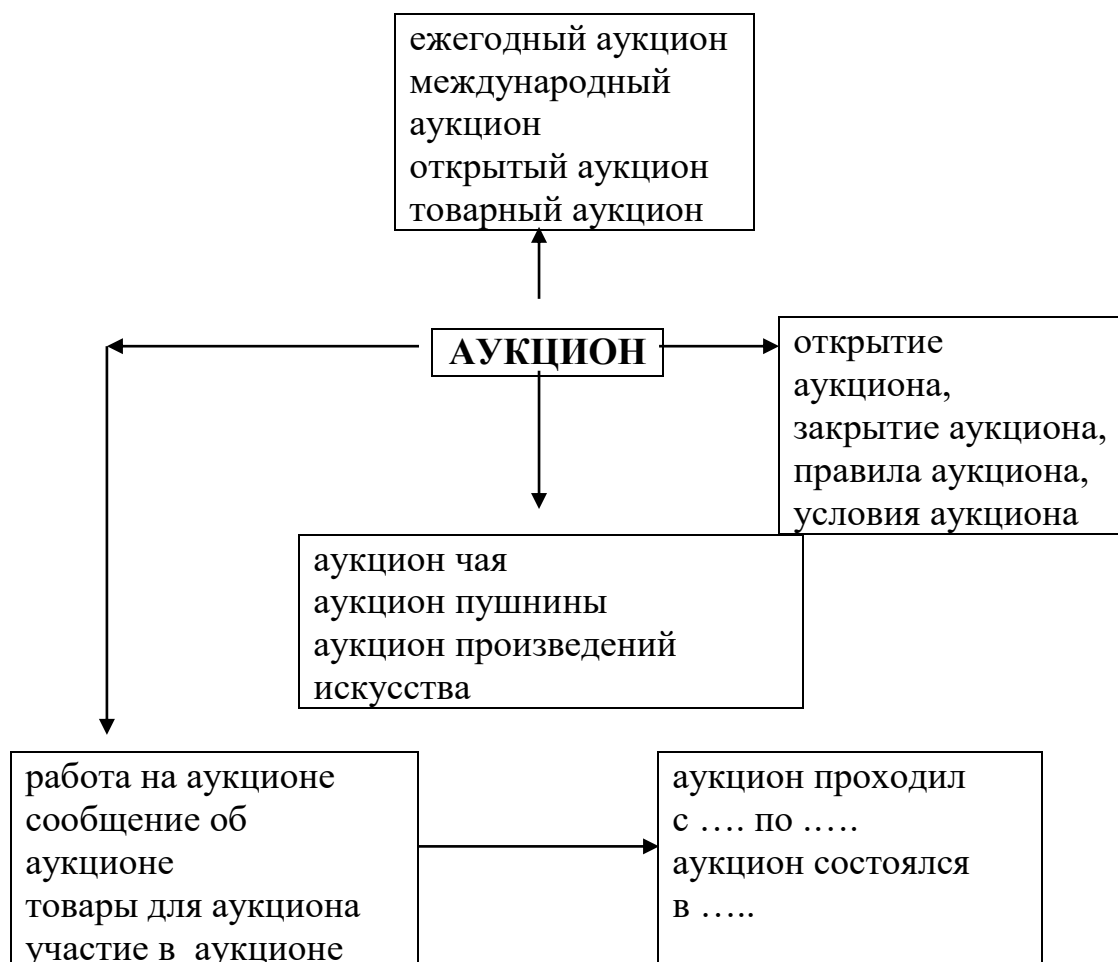 ежегодный аукцион
международный
аукцион
открытый аукцион
товарный аукцион
АУКЦИОН
открытие
аукциона,
закрытие аукциона,
правила аукциона,
условия аукциона
аукцион чая
аукцион пушнины
аукцион произведений
искусства
работа на аукционе
сообщение об
аукционе
товары для аукциона
участие в аукционе
аукцион проходил
с …. по .….
аукцион состоялся
в …..